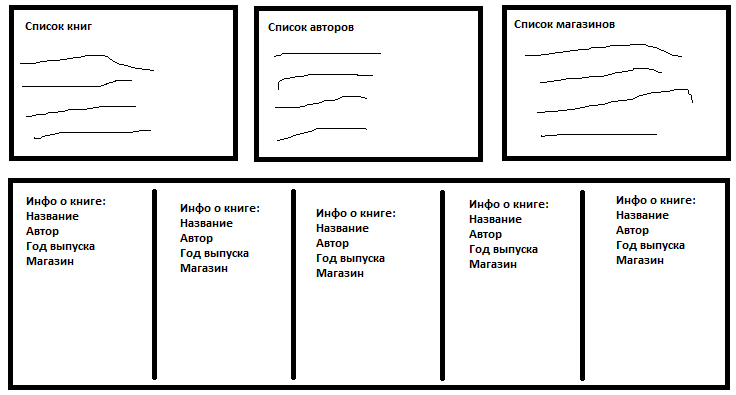 Список книг
Список авторов
Список магазинов
Инфо о книге:
Название
Автор
Год выпуска
Магазин
Инфо о книге:
Название
Автор
Год выпуска
Магазин
Инфо о книге:
Название
Автор
Год выпуска
Магазин
Инфо о книге:
Название
Автор
Год выпуска
Магазин
Инфо о книге:
Название
Автор
Год выпуска
Магазин